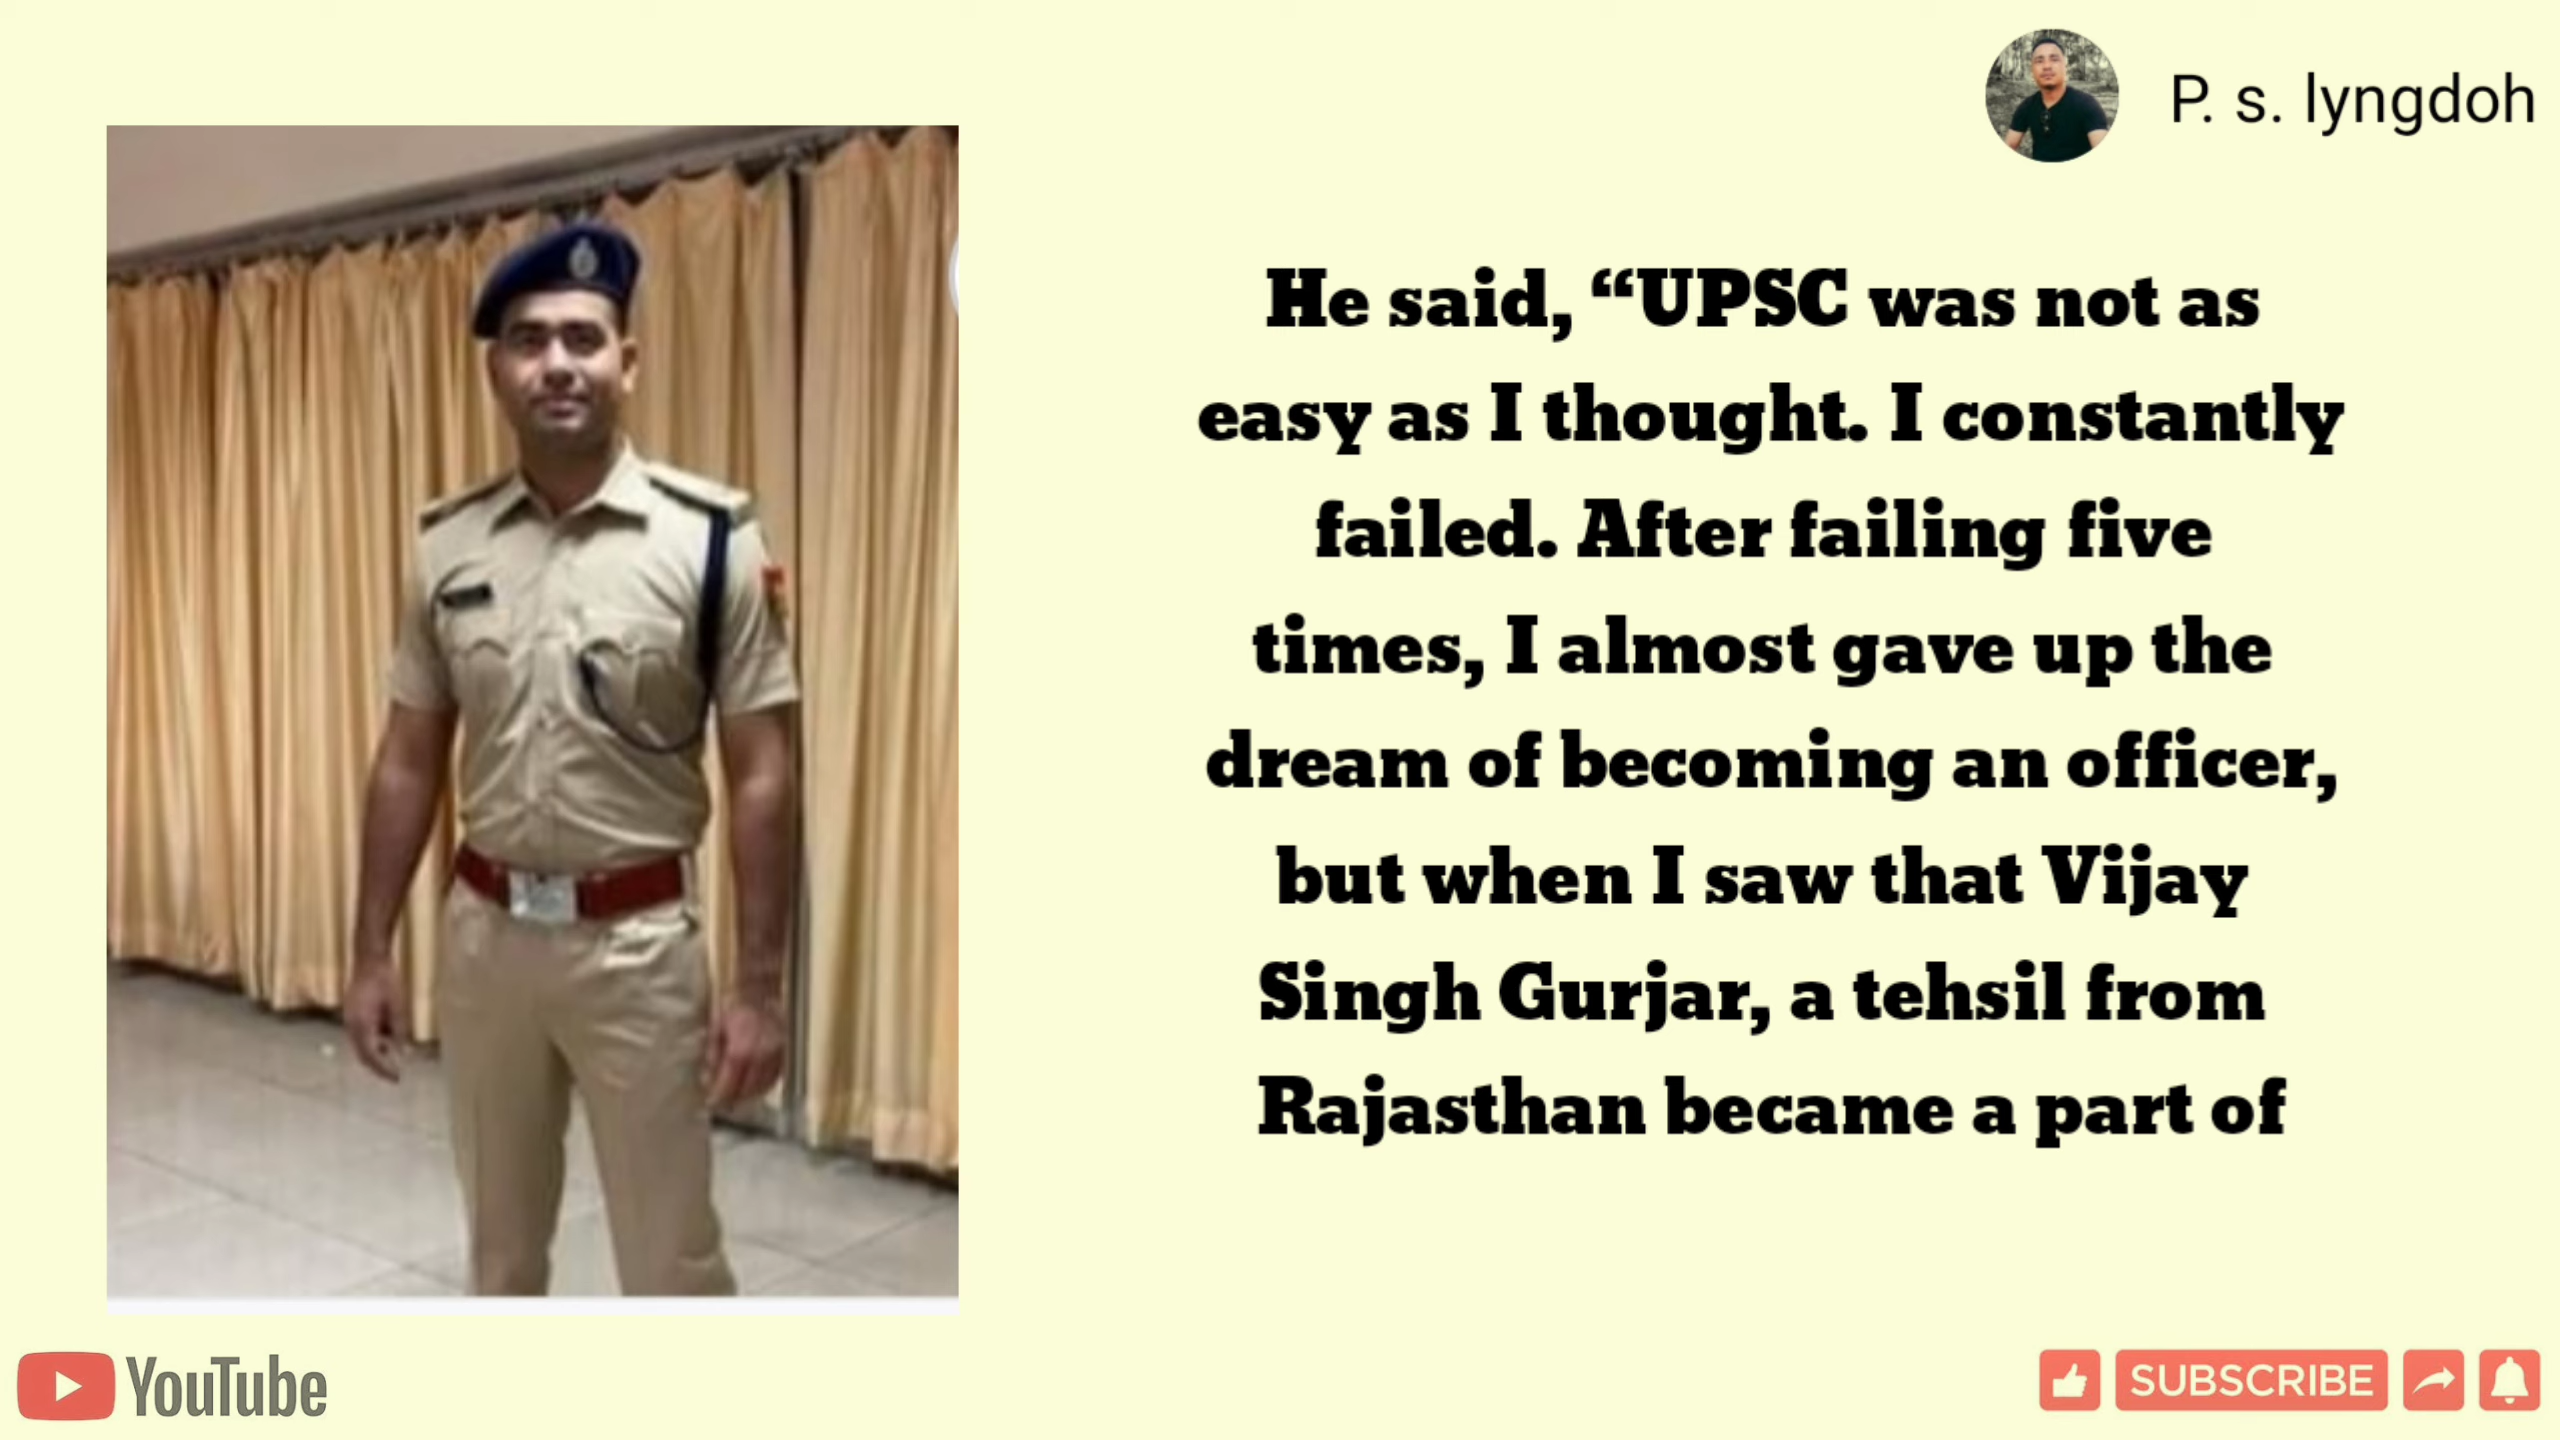 P. s. lyngdoh
He said, “UPSC was not as
easy as I thought. I constantly
failed. After failing five
times, I almost gave up the
dream of becoming an officer,
but when I saw that Vijay
Singh Gurjar, a tehsil from
Rajasthan became a part of
YouTube
SUBSCRIBE